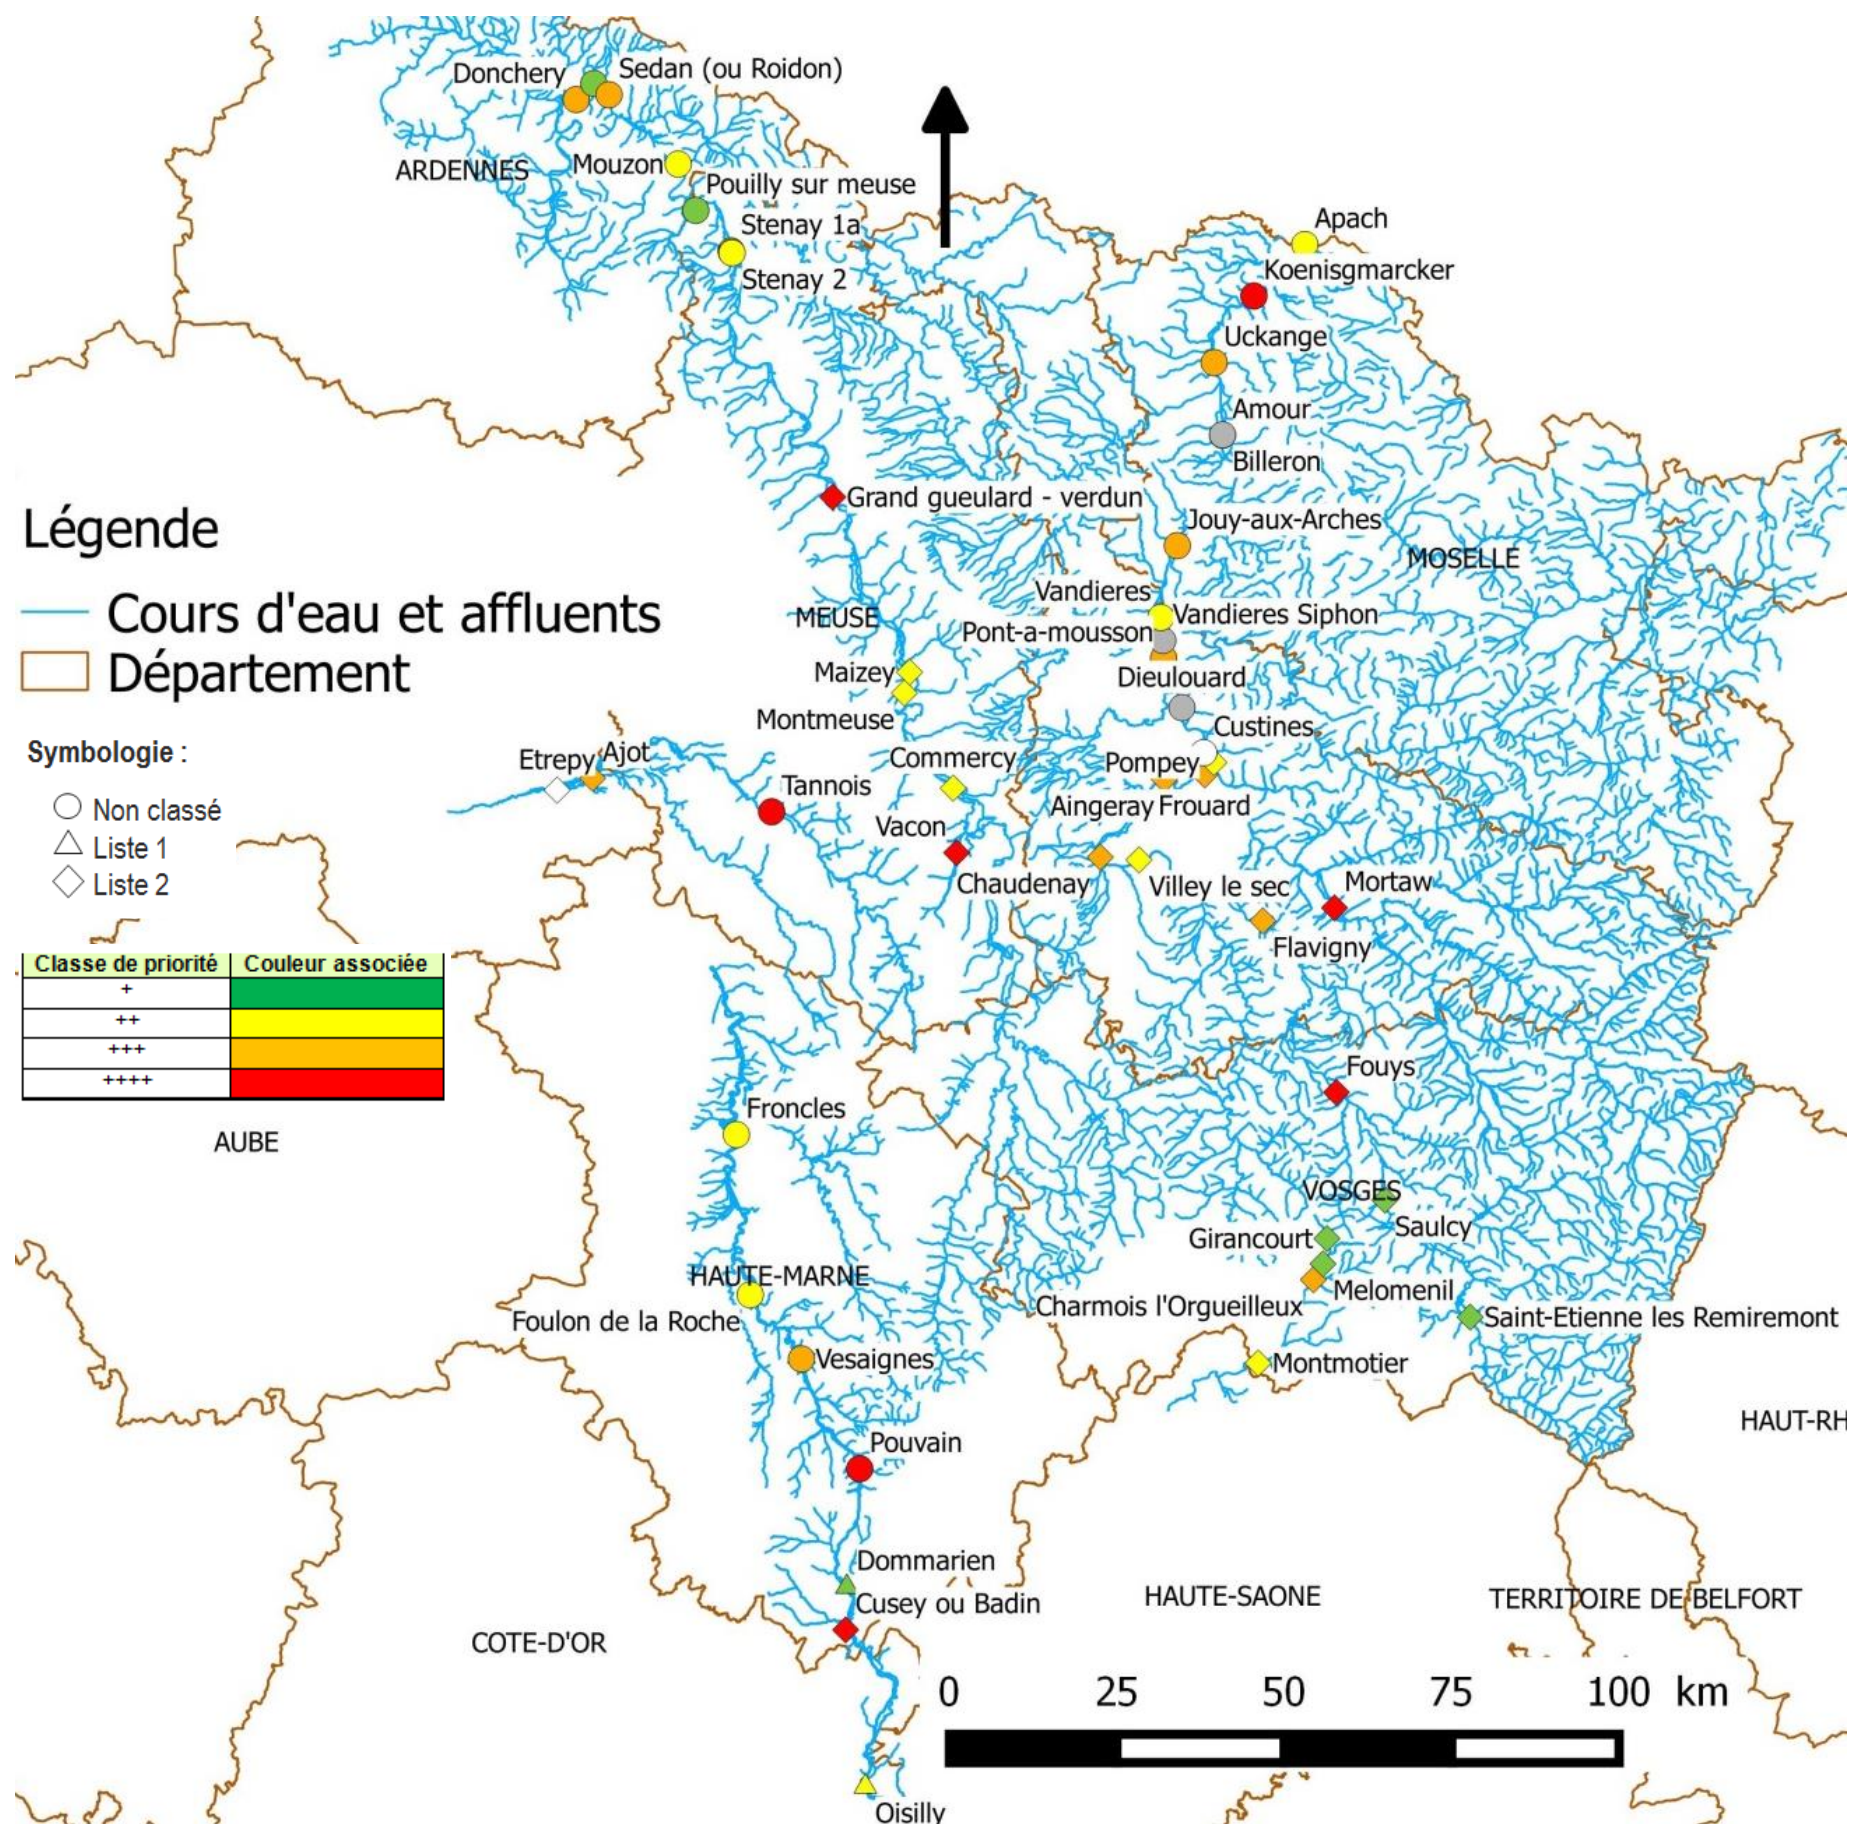 Donchery
Sedan (ou Roidon)
ARDENNES
Mouzon
Pouilly sur meuse
Stenay 1a
Stenay 2
Apach
Koenisgmarcker
Uckange
Amour
Billeron
Grand gueulard - verdun
Jouy-aux-Arches
MOSELLE
Légende
Cours d'eau et affluents
Département
Vandieres
MEUSE
Vandieres Siphon
Pont-a-mousson
Maizey
Dieulouard
Montmeuse
Custines
Symbologie :
Etrepy
Ajot
Commercy
Pompey
Non classé
Tannois
Aingeray
Frouard
Liste 1
Vacon
Liste 2
Chaudenay
Villey le sec
Mortaw
Flavigny
Classe de priorité
Couleur associée
+
++
+++
++++
Fouys
Froncles
AUBE
VOSGES
Saulcy
Girancourt
HAUTE-MARNE
Melomenil
Charmois l'Orgueilleux
Foulon de la Roche
Saint-Etienne les Remiremont
Vesaignes
Montmotier
HAUT-RH
Pouvain
Dommarien
HAUTE-SAONE
TERRITOIRE DE BELFORT
Cusey ou Badin
COTE-D'OR
0 25 50 75 100 km
Oisilly